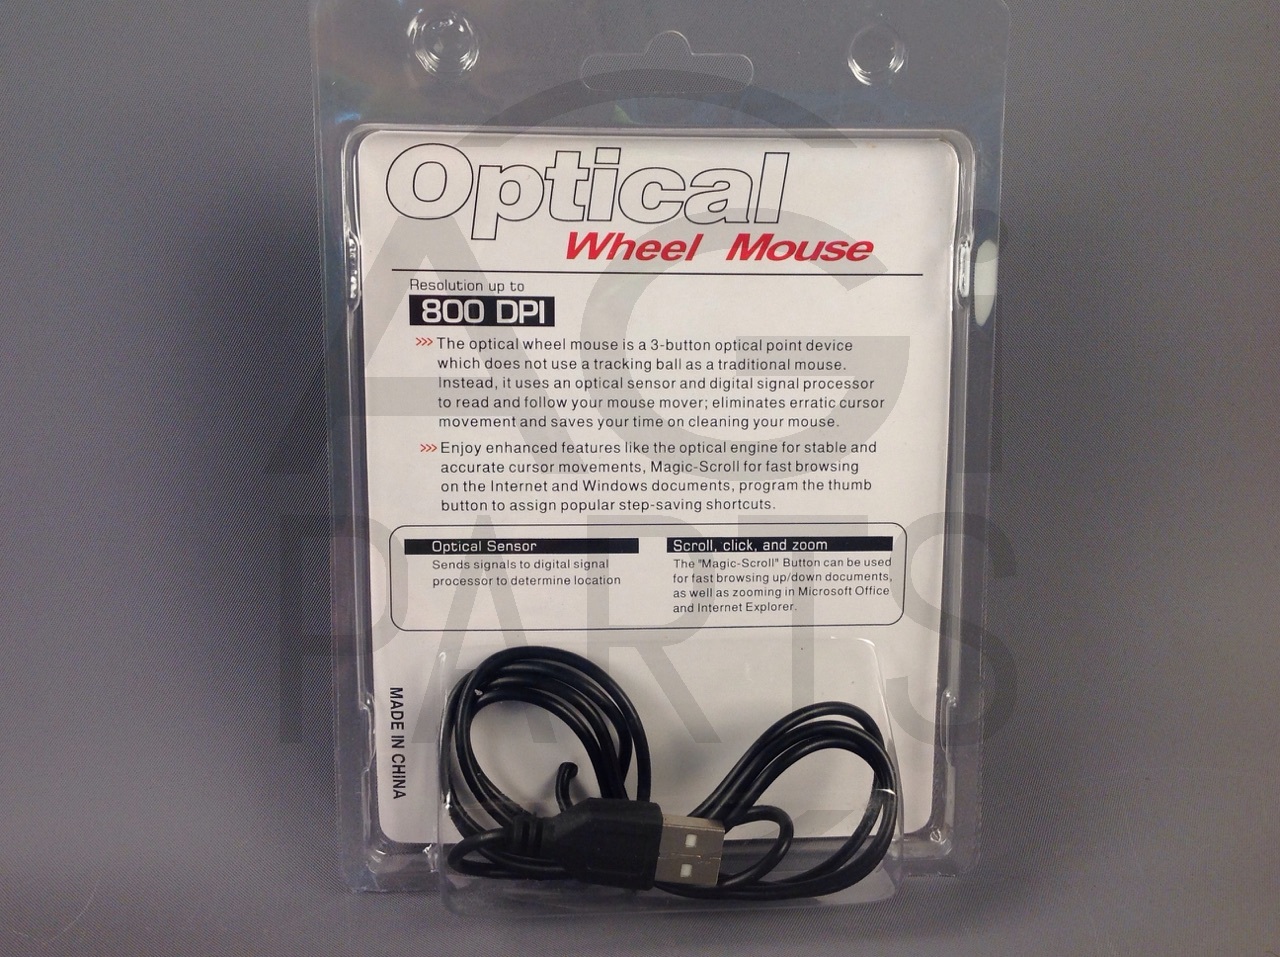 Optical
Wheel Mouse
Resolution up to
800 DPI
>>> The optical wheel mouse is a 3-button optical point device
which does not use a tracking ball as a traditional mouse.
Instead, it uses an optical sensor and digital signal processor
to read and follow your mouse mover; eliminates erratic cursor
movement and saves your time on cleaning your mouse.
>>> Enjoy enhanced features like the optical engine for stable and
accurate cursor movements, Magic-Scroll for fast browsing
on the Internet and Windows documents, program the thumb
button to assign popular step-saving shortcuts.
Optical Sensor
Sends signals to digital signal
processor to determine location
Scroll, click, and zoom
The "Magic-Scroll" Button can be used
for fast browsing up/down documents,
as well as zooming in Microsoft Office
and Internet Explorer.
MADE IN CHINA
AGI
PARTS